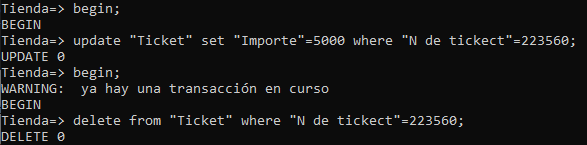 Tienda=> begin;
BEGIN
Tienda=> update "Ticket" set "Importe"=5000 where "N de tickect"=223560;
UPDATE 0
Tienda=> begin;
WARNING:  ya hay una transacción en curso
BEGIN
Tienda=> delete from "Ticket" where "N de tickect"=223560;
DELETE 0